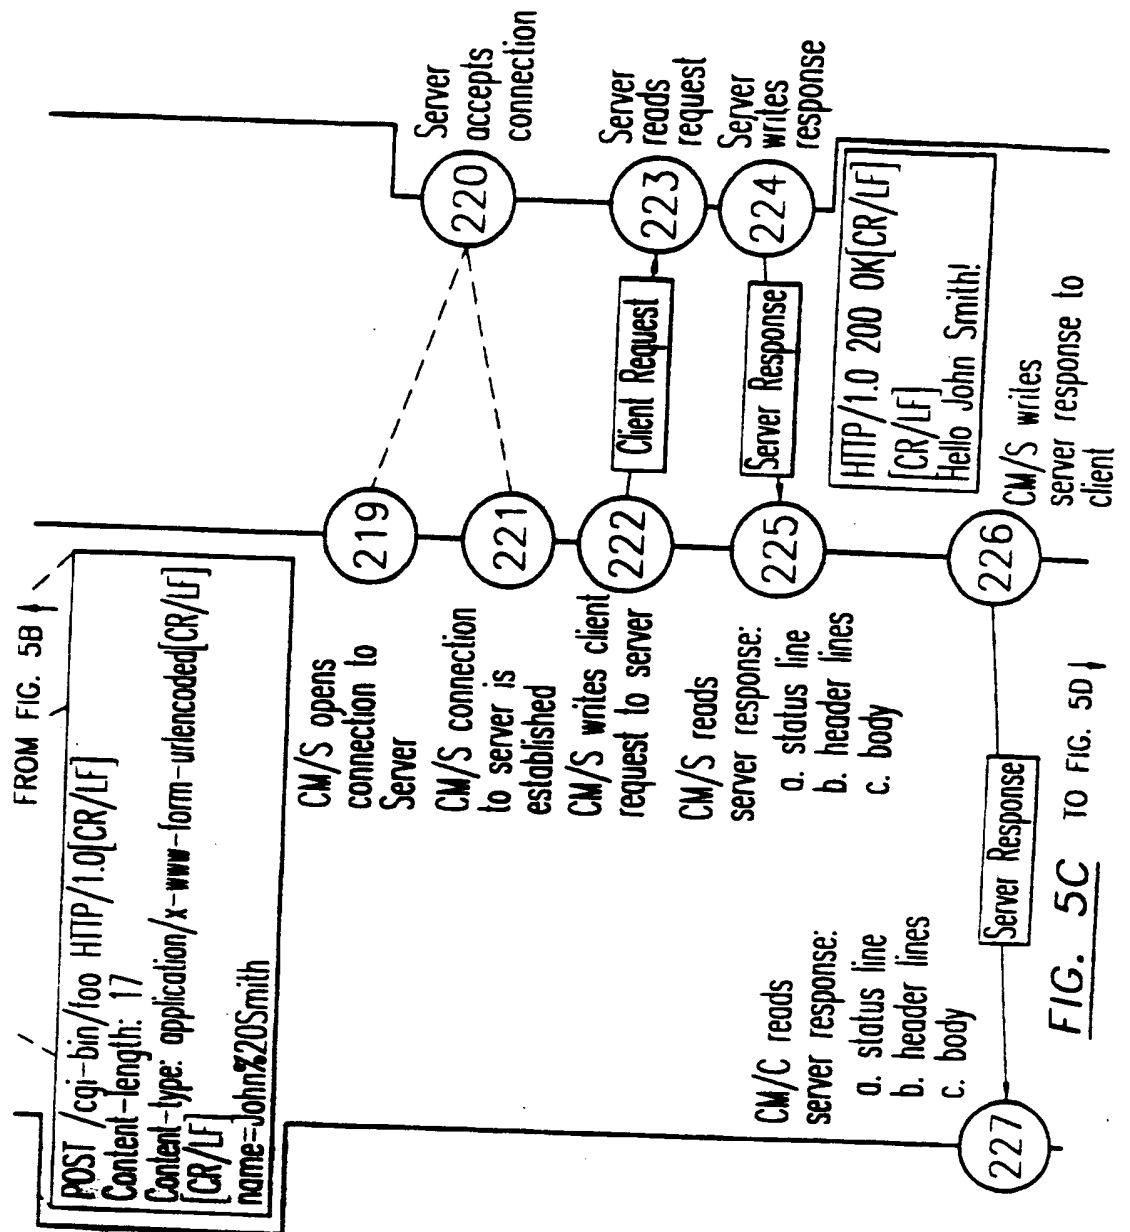 FROM FIG. 5B
POST /cgi-bin/foo HTTP/1.0[CR/LF]
Content-length: 17
Content-type: application/x-www-form-urlencoded[CR/LF]
[CR/LF]
name=John%20Smith
219
CM/S opens
connection to
Server
220
Server
accepts
connection
221
CM/S connection
to server is
established
222
CM/S writes client
request to server
Client Request
223
Server
reads
request
224
Server
writes
response
Server Response
225
CM/S reads
server response:
a. status line
b. header lines
c. body
HTTP/1.0 200 OK[CR/LF]
[CR/LF]
Hello John Smith!
226
CM/S writes
server response to
client
Server Response
CM/C reads
server response:
a. status line
b. header lines
c. body
227
FIG. 5C TO FIG. 5D